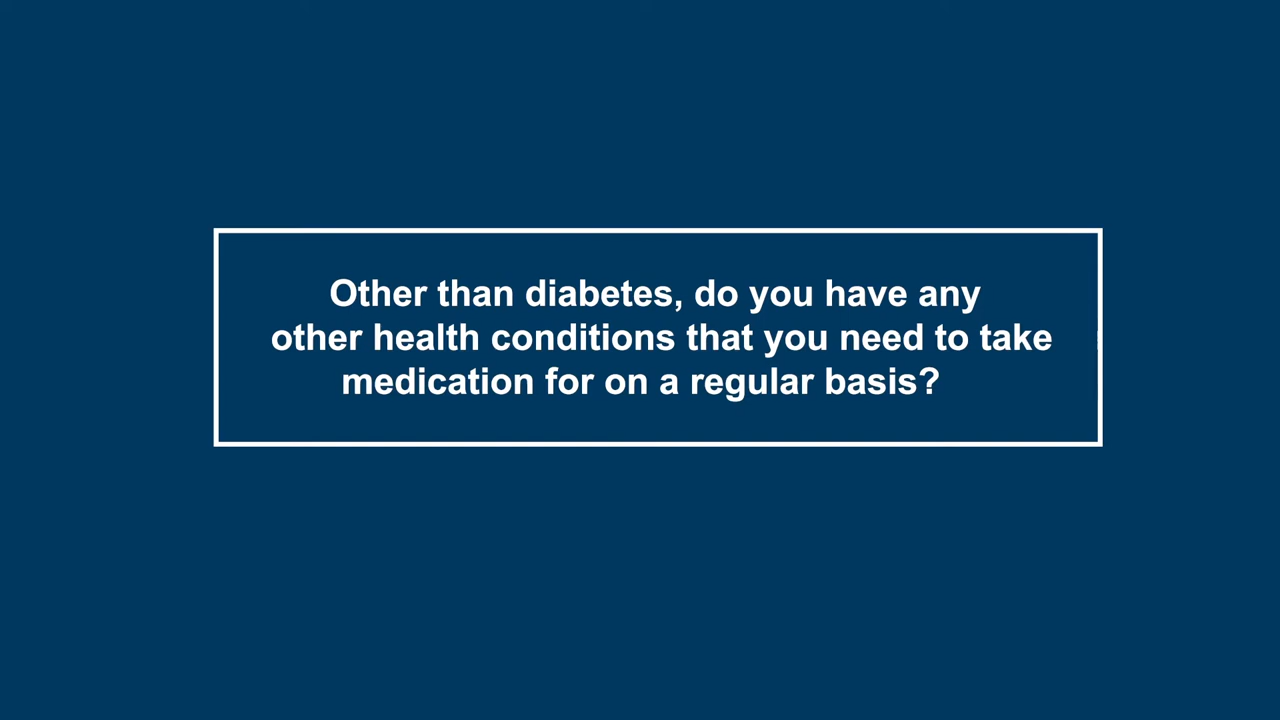 Other than diabetes, do you have any
other health conditions that you need to take
medication for on a regular basis?